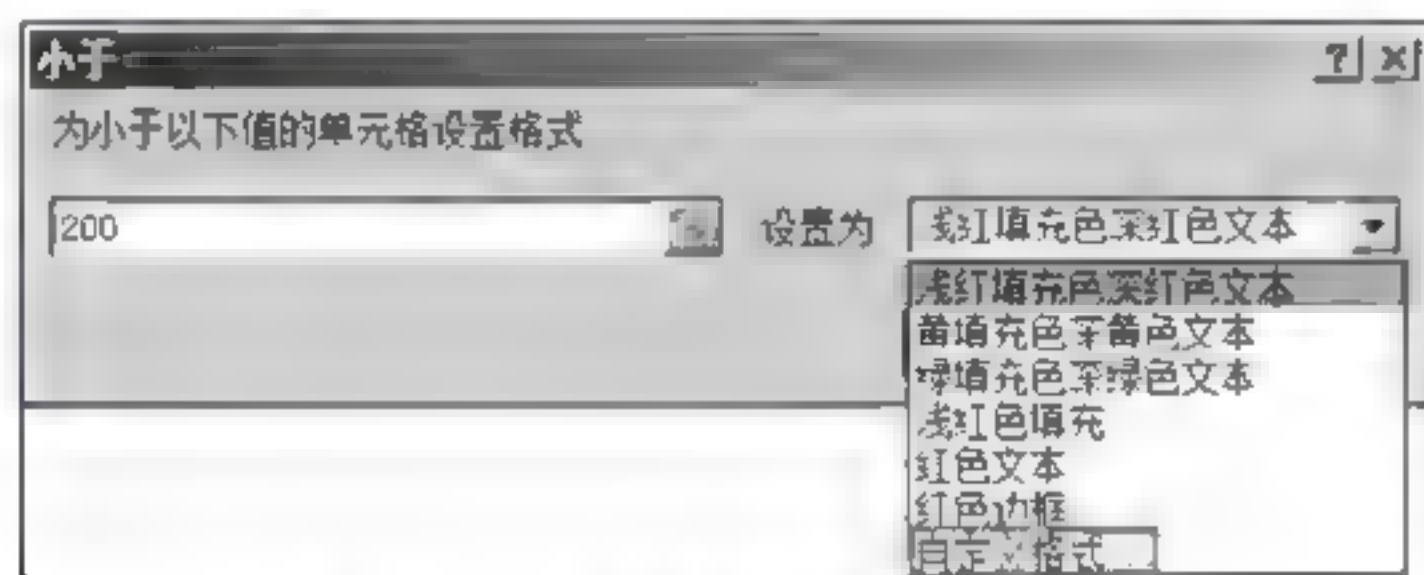 小于
为小于以下值的单元格设置格式
200 设置为 浅红填充色深红色文本
浅红填充色深红色文本
黄填充色深黄色文本
绿填充色深绿色文本
浅红色填充
红色文本
红色边框
自定义格式...